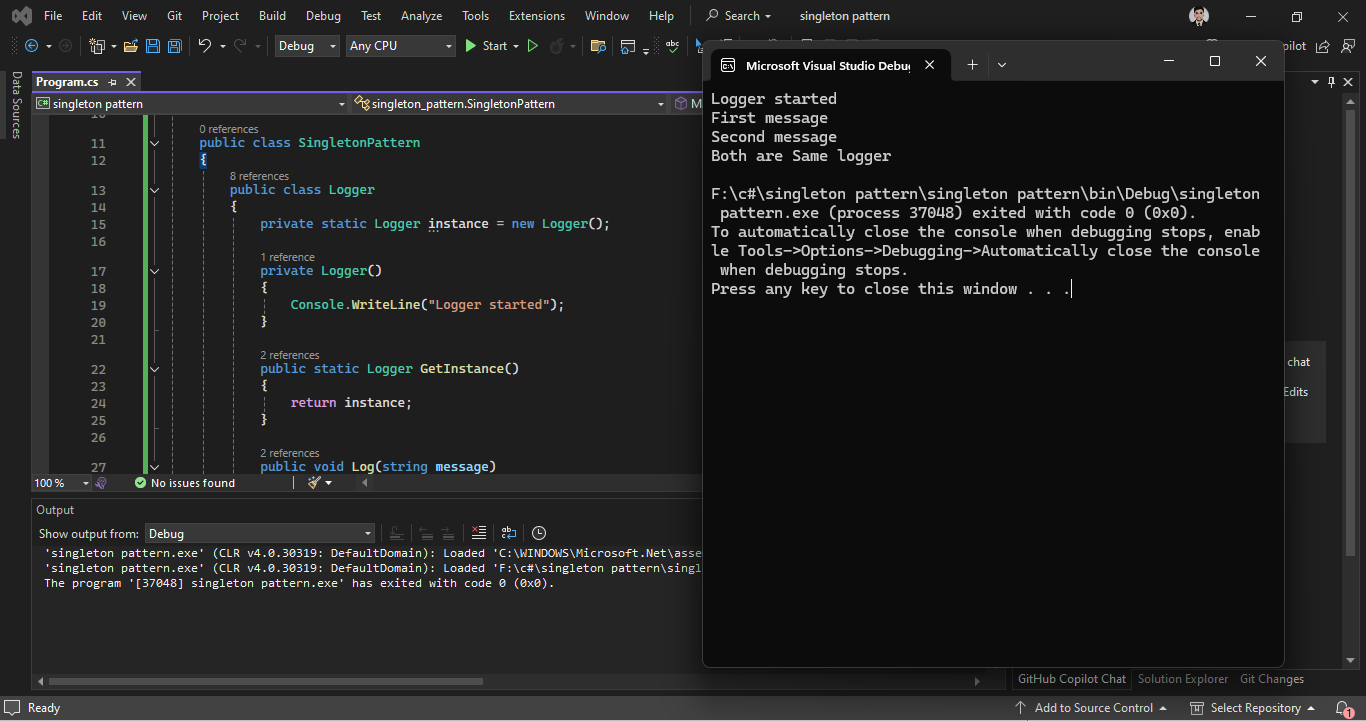 File Edit View Git Project Build Debug Test Analyze Tools Extensions Window Help Search singleton pattern
Debug Any CPU Start
Data Sources
Program.cs
singleton pattern singleton_pattern.SingletonPattern M
0 references
11 public class SingletonPattern
12 {
8 references
13 public class Logger
14 {
15 private static Logger instance = new Logger();
16
1 reference
17 private Logger()
18 {
19 Console.WriteLine("Logger started");
20 }
21
2 references
22 public static Logger GetInstance()
23 {
24 return instance;
25 }
26
2 references
27 public void Log(string message)
100 % No issues found
Output
Show output from: Debug
'singleton pattern.exe' (CLR v4.0.30319: DefaultDomain): Loaded 'C:\WINDOWS\Microsoft.Net\asse
'singleton pattern.exe' (CLR v4.0.30319: DefaultDomain): Loaded 'F:\c#\singleton pattern\singl
The program '[37048] singleton pattern.exe' has exited with code 0 (0x0).
Microsoft Visual Studio Debug
Logger started
First message
Second message
Both are Same logger
F:\c#\singleton pattern\singleton pattern\bin\Debug\singleton
pattern.exe (process 37048) exited with code 0 (0x0).
To automatically close the console when debugging stops, enab
le Tools->Options->Debugging->Automatically close the console
when debugging stops.
Press any key to close this window . . .
pilot
chat
Edits
GitHub Copilot Chat Solution Explorer Git Changes
Ready Add to Source Control Select Repository 1